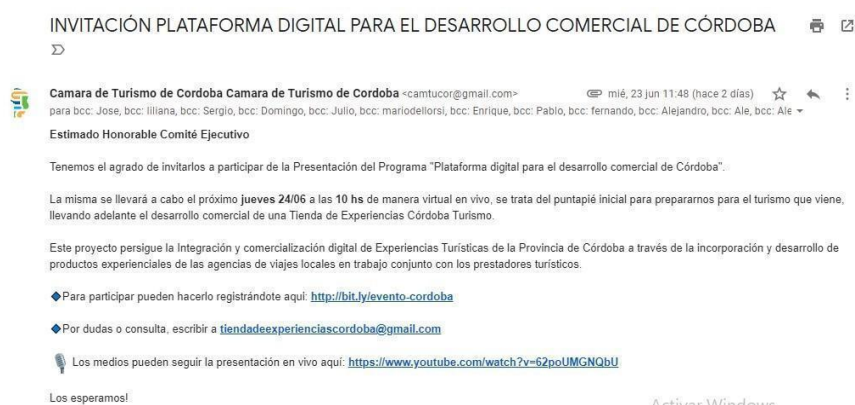 INVITACIÓN PLATAFORMA DIGITAL PARA EL DESARROLLO COMERCIAL DE CÓRDOBA
Camara de Turismo de Cordoba Camara de Turismo de Cordoba <camtucor@gmail.com> mié, 23 jun 11:48 (hace 2 días)
para bcc: Jose, bcc: liliana, bcc: Sergio, bcc: Domingo, bcc: Julio, bcc: mariodellorsi, bcc: Enrique, bcc: Pablo, bcc: fernando, bcc: Alejandro, bcc: Ale, bcc: Ale
Estimado Honorable Comité Ejecutivo
Tenemos el agrado de invitarlos a participar de la Presentación del Programa "Plataforma digital para el desarrollo comercial de Córdoba".
La misma se llevará a cabo el próximo jueves 24/06 a las 10 hs de manera virtual en vivo, se trata del puntapié inicial para prepararnos para el turismo que viene,
llevando adelante el desarrollo comercial de una Tienda de Experiencias Córdoba Turismo.
Este proyecto persigue la Integración y comercialización digital de Experiencias Turísticas de la Provincia de Córdoba a través de la incorporación y desarrollo de
productos experienciales de las agencias de viajes locales en trabajo conjunto con los prestadores turísticos.
Para participar pueden hacerlo registrándote aqui: http://bit.ly/evento-cordoba
Por dudas o consulta, escribir a tiendadeexperienciascordoba@gmail.com
Los medios pueden seguir la presentación en vivo aquí: https://www.youtube.com/watch?v=62poUMGNQbU
Los esperamos!
Activar Windows